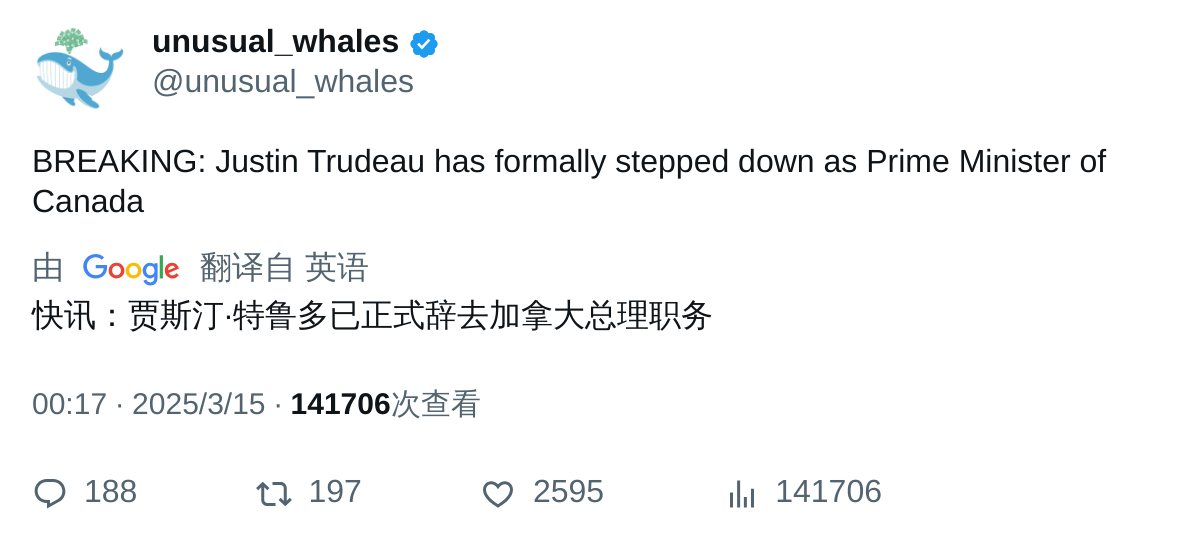 unusual_whales
@unusual_whales
BREAKING: Justin Trudeau has formally stepped down as Prime Minister of
Canada
由 Google 翻译自 英语
快讯：贾斯汀·特鲁多已正式辞去加拿大总理职务
00:17 · 2025/3/15 · 141706次查看
188 197 2595 141706